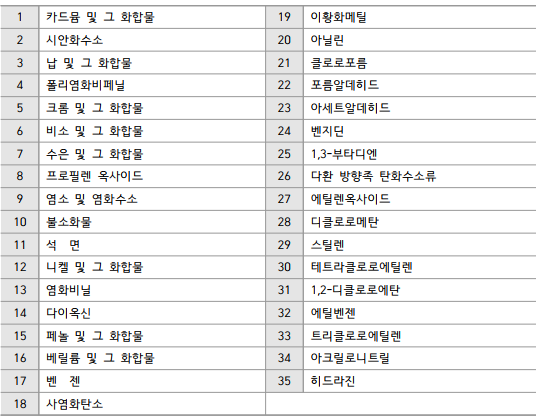 1 카드뮴 및 그 화합물
2 시안화수소
3 납 및 그 화합물
4 폴리염화비페닐
5 크롬 및 그 화합물
6 비소 및 그 화합물
7 수은 및 그 화합물
8 프로필렌 옥사이드
9 염소 및 염화수소
10 불소화물
11 석 면
12 니켈 및 그 화합물
13 염화비닐
14 다이옥신
15 페놀 및 그 화합물
16 베릴륨 및 그 화합물
17 벤 젠
18 사염화탄소
19 이황화메틸
20 아닐린
21 클로로포름
22 포름알데히드
23 아세트알데히드
24 벤지딘
25 1,3-부타디엔
26 다환 방향족 탄화수소류
27 에틸렌옥사이드
28 디클로로메탄
29 스틸렌
30 테트라클로로에틸렌
31 1,2-디클로로에탄
32 에틸벤젠
33 트리클로로에틸렌
34 아크릴로니트릴
35 히드라진